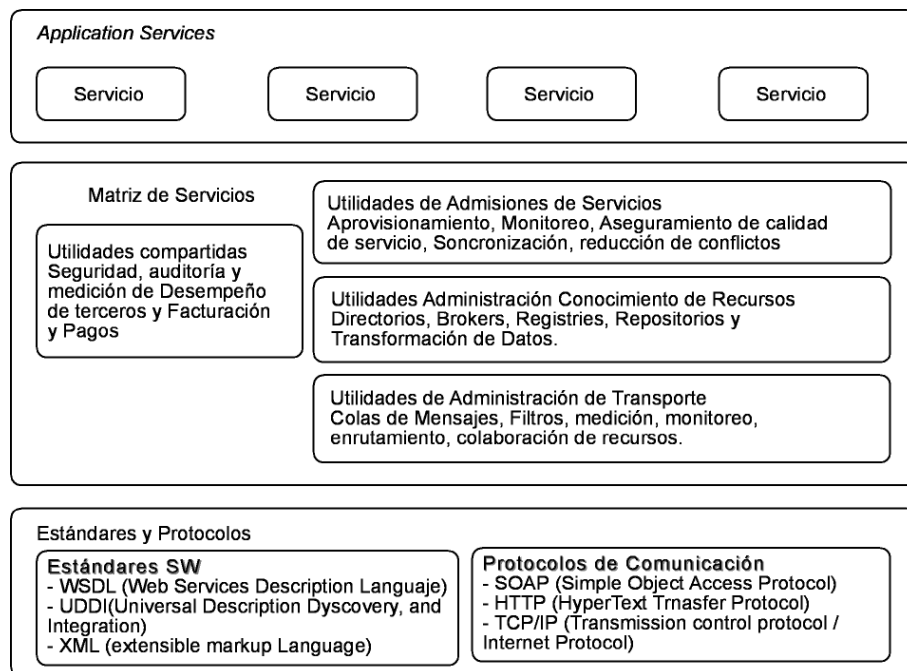 Application Services
Servicio
Servicio
Servicio
Servicio
Matriz de Servicios
Utilidades compartidas
Seguridad, auditoría y
medición de Desempeño
de terceros y Facturación
y Pagos
Utilidades de Admisiones de Servicios
Aprovisionamiento, Monitoreo, Aseguramiento de calidad
de servicio, Soncronización, reducción de conflictos
Utilidades Administración Conocimiento de Recursos
Directorios, Brokers, Registries, Repositorios y
Transformación de Datos.
Utilidades de Administración de Transporte
Colas de Mensajes, Filtros, medición, monitoreo,
enrutamiento, colaboración de recursos.
Estándares y Protocolos
Estándares SW
- WSDL (Web Services Description Languaje)
- UDDI(Universal Description Dyscovery, and
Integration)
- XML (extensible markup Language)
Protocolos de Comunicación
- SOAP (Simple Object Access Protocol)
- HTTP (HyperText Trnasfer Protocol)
- TCP/IP (Transmission control protocol /
Internet Protocol)